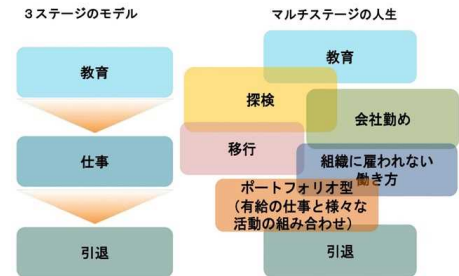 3ステージのモデル
教育
仕事
引退
マルチステージの人生
教育
探検
会社勤め
移行
組織に雇われない
働き方
ポートフォリオ型
(有給の仕事と様々な
活動の組み合わせ)
引退